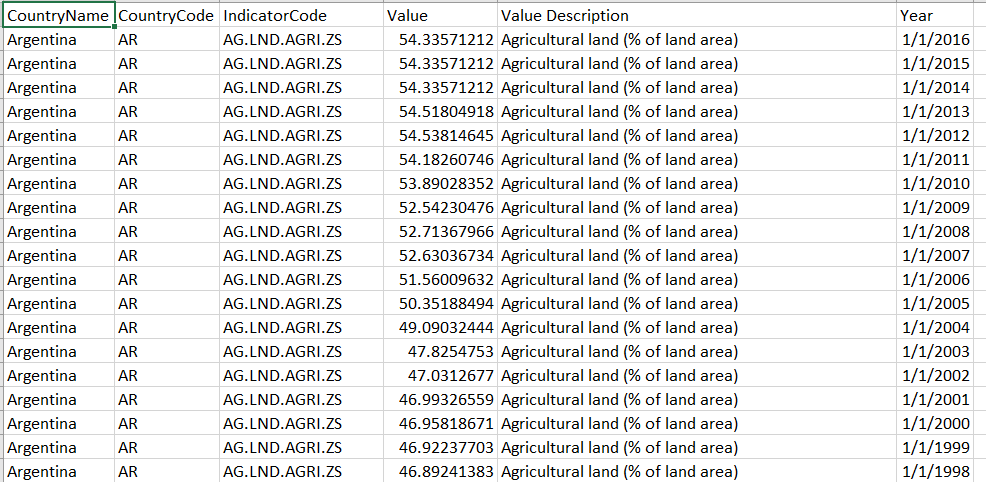 CountryName CountryCode IndicatorCode Value Value Description Year
Argentina AR AG.LND.AGRI.ZS 54.33571212 Agricultural land (% of land area) 1/1/2016
Argentina AR AG.LND.AGRI.ZS 54.33571212 Agricultural land (% of land area) 1/1/2015
Argentina AR AG.LND.AGRI.ZS 54.33571212 Agricultural land (% of land area) 1/1/2014
Argentina AR AG.LND.AGRI.ZS 54.51804918 Agricultural land (% of land area) 1/1/2013
Argentina AR AG.LND.AGRI.ZS 54.53814645 Agricultural land (% of land area) 1/1/2012
Argentina AR AG.LND.AGRI.ZS 54.18260746 Agricultural land (% of land area) 1/1/2011
Argentina AR AG.LND.AGRI.ZS 53.89028352 Agricultural land (% of land area) 1/1/2010
Argentina AR AG.LND.AGRI.ZS 52.54230476 Agricultural land (% of land area) 1/1/2009
Argentina AR AG.LND.AGRI.ZS 52.71367966 Agricultural land (% of land area) 1/1/2008
Argentina AR AG.LND.AGRI.ZS 52.63036734 Agricultural land (% of land area) 1/1/2007
Argentina AR AG.LND.AGRI.ZS 51.56009632 Agricultural land (% of land area) 1/1/2006
Argentina AR AG.LND.AGRI.ZS 50.35188494 Agricultural land (% of land area) 1/1/2005
Argentina AR AG.LND.AGRI.ZS 49.09032444 Agricultural land (% of land area) 1/1/2004
Argentina AR AG.LND.AGRI.ZS 47.8254753 Agricultural land (% of land area) 1/1/2003
Argentina AR AG.LND.AGRI.ZS 47.0312677 Agricultural land (% of land area) 1/1/2002
Argentina AR AG.LND.AGRI.ZS 46.99326559 Agricultural land (% of land area) 1/1/2001
Argentina AR AG.LND.AGRI.ZS 46.95818671 Agricultural land (% of land area) 1/1/2000
Argentina AR AG.LND.AGRI.ZS 46.92237703 Agricultural land (% of land area) 1/1/1999
Argentina AR AG.LND.AGRI.ZS 46.89241383 Agricultural land (% of land area) 1/1/1998